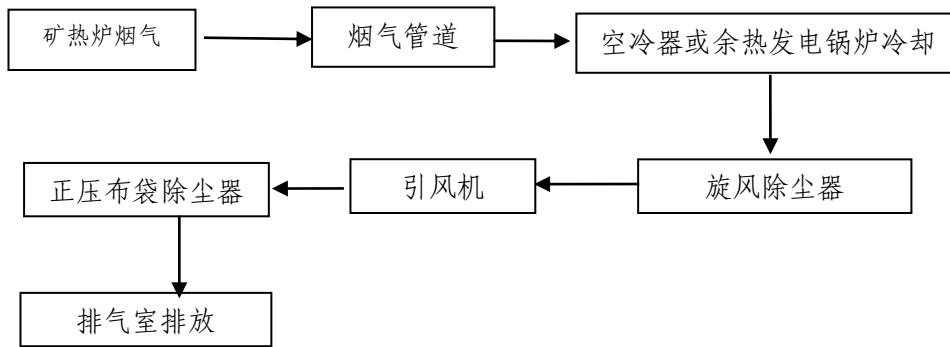 矿热炉烟气
烟气管道
空冷器或余热发电锅炉冷却
旋风除尘器
引风机
正压布袋除尘器
排气室排放